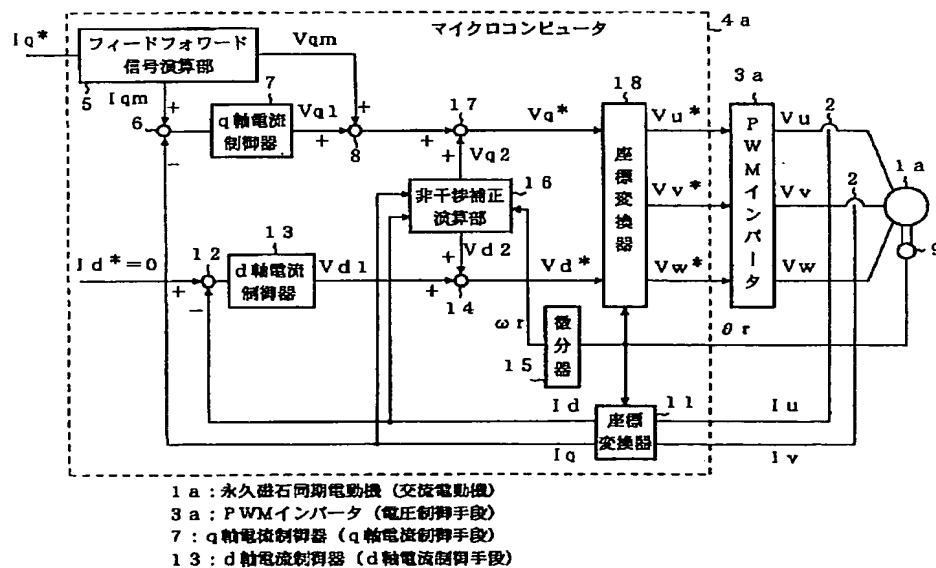 マイクロコンピュータ
4a
Iq*
フィードフォワード
信号演算部
5
Iqm
Vqm
+
6
-
7
q軸電流
制御器
Vq1
+
+
8
+
17
+
Vq2
Vq*
18
座標変換器
Vu*
Vv*
Vw*
3a
PWMインバータ
Vu
2
Vv
2
Vw
1a
9
16
非干渉補正
演算部
Vd2
+
Id*=0
+
12
-
13
d軸電流
制御器
Vd1
+
14
Vd*
ωr
微分器
15
θr
Id
Iq
11
座標
変換器
Iu
Iv
1a:永久磁石同期電動機(交流電動機)
3a:PWMインバータ(電圧制御手段)
7:q軸電流制御器(q軸電流制御手段)
13:d軸電流制御器(d軸電流制御手段)